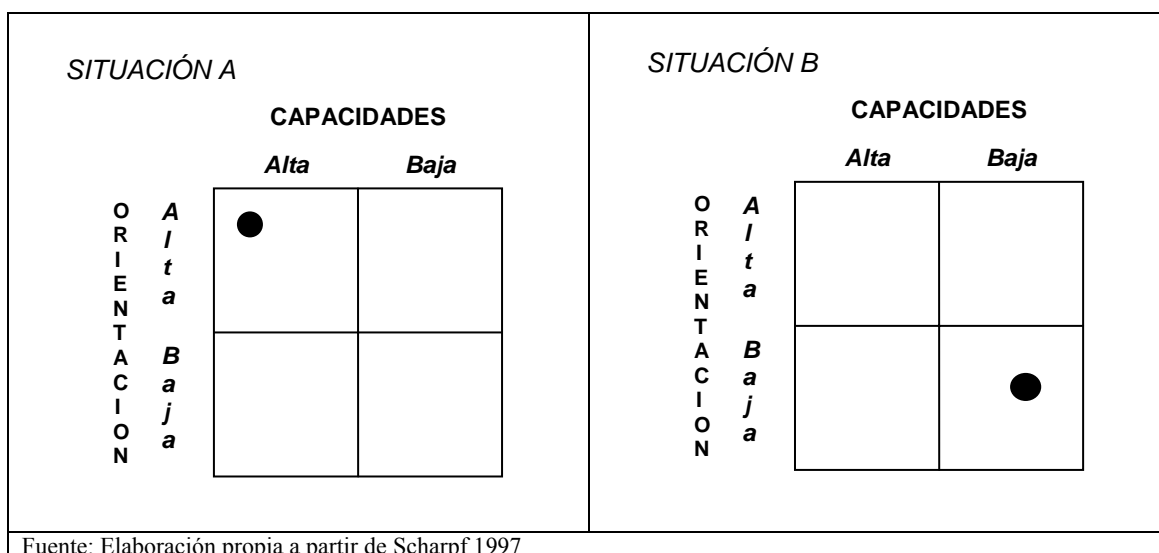 SITUACIÓN A
CAPACIDADES
Alta Baja
ORIENTACION
Alta Baja
SITUACIÓN B
CAPACIDADES
Alta Baja
ORIENTACION
Alta Baja
Fuente: Elaboración propia a partir de Scharpf 1997